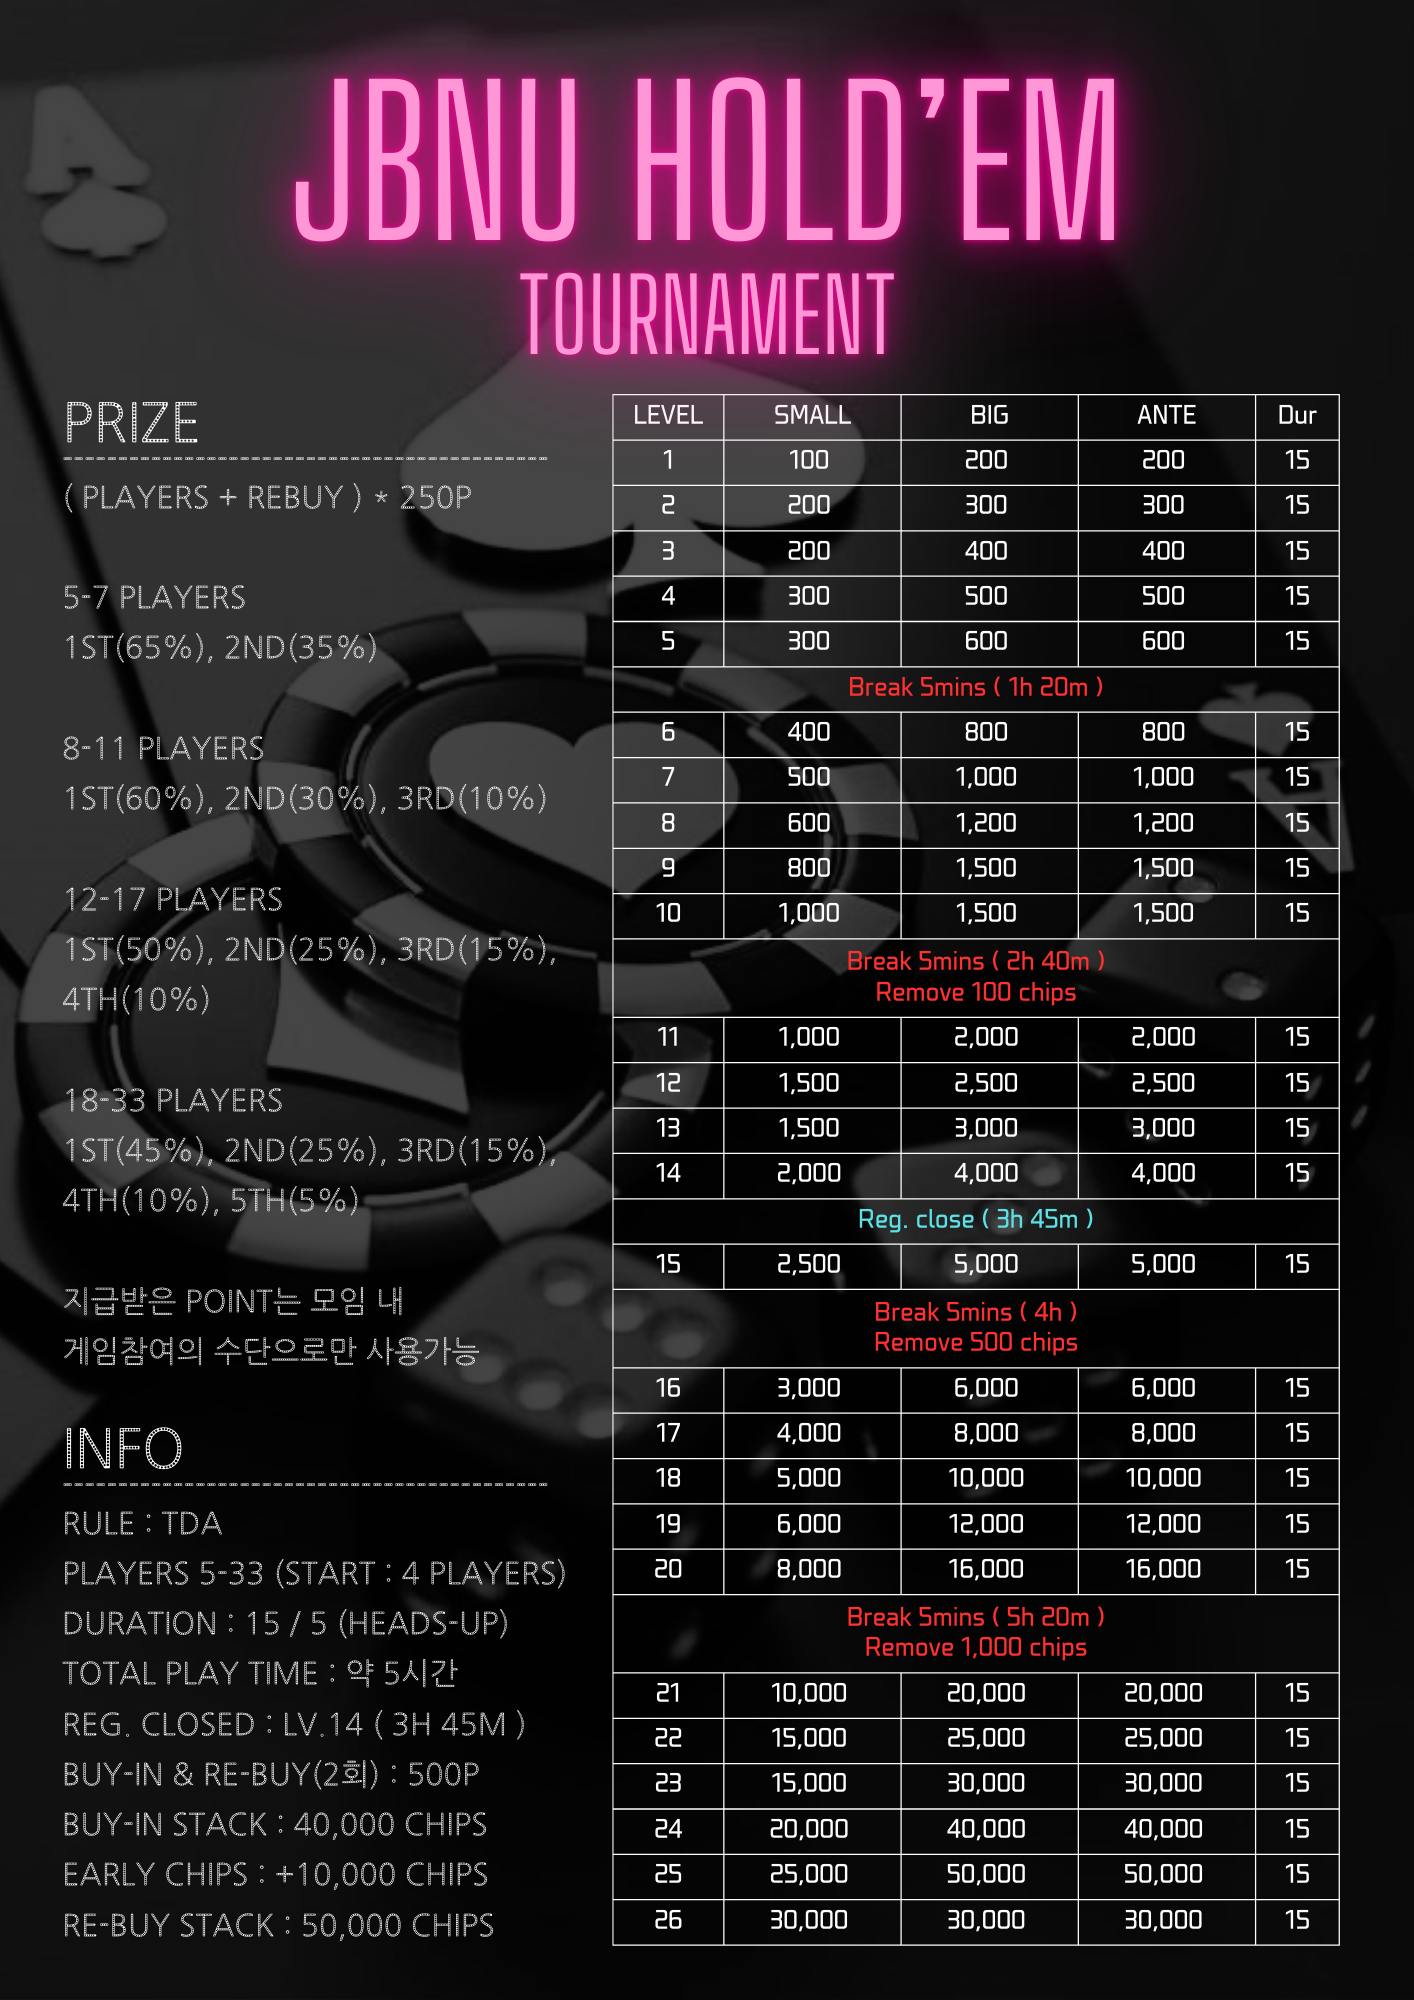 JBNU HOLD'EM
TOURNAMENT
PRIZE
( PLAYERS + REBUY ) * 250P
5-7 PLAYERS
1ST(65%), 2ND(35%)
8-11 PLAYERS
1ST(60%), 2ND(30%), 3RD(10%)
12-17 PLAYERS
1ST(50%), 2ND(25%), 3RD(15%),
4TH(10%)
18-33 PLAYERS
1ST(45%), 2ND(25%), 3RD(15%),
4TH(10%), 5TH(5%)
지급받은 POINT는 모임 내
게임참여의 수단으로만 사용가능
INFO
RULE : TDA
PLAYERS 5-33 (START : 4 PLAYERS)
DURATION : 15 / 5 (HEADS-UP)
TOTAL PLAY TIME : 약 5시간
REG. CLOSED : LV.14 ( 3H 45M )
BUY-IN & RE-BUY(2회) : 500P
BUY-IN STACK : 40,000 CHIPS
EARLY CHIPS : +10,000 CHIPS
RE-BUY STACK : 50,000 CHIPS
LEVEL SMALL BIG ANTE Dur
1 100 200 200 15
2 200 300 300 15
3 200 400 400 15
4 300 500 500 15
5 300 600 600 15
Break 5mins ( 1h 20m )
6 400 800 800 15
7 500 1,000 1,000 15
8 600 1,200 1,200 15
9 800 1,500 1,500 15
10 1,000 1,500 1,500 15
Break 5mins ( 2h 40m )
Remove 100 chips
11 1,000 2,000 2,000 15
12 1,500 2,500 2,500 15
13 1,500 3,000 3,000 15
14 2,000 4,000 4,000 15
Reg. close ( 3h 45m )
15 2,500 5,000 5,000 15
Break 5mins ( 4h )
Remove 500 chips
16 3,000 6,000 6,000 15
17 4,000 8,000 8,000 15
18 5,000 10,000 10,000 15
19 6,000 12,000 12,000 15
20 8,000 16,000 16,000 15
Break 5mins ( 5h 20m )
Remove 1,000 chips
21 10,000 20,000 20,000 15
22 15,000 25,000 25,000 15
23 15,000 30,000 30,000 15
24 20,000 40,000 40,000 15
25 25,000 50,000 50,000 15
26 30,000 30,000 30,000 15
A
A